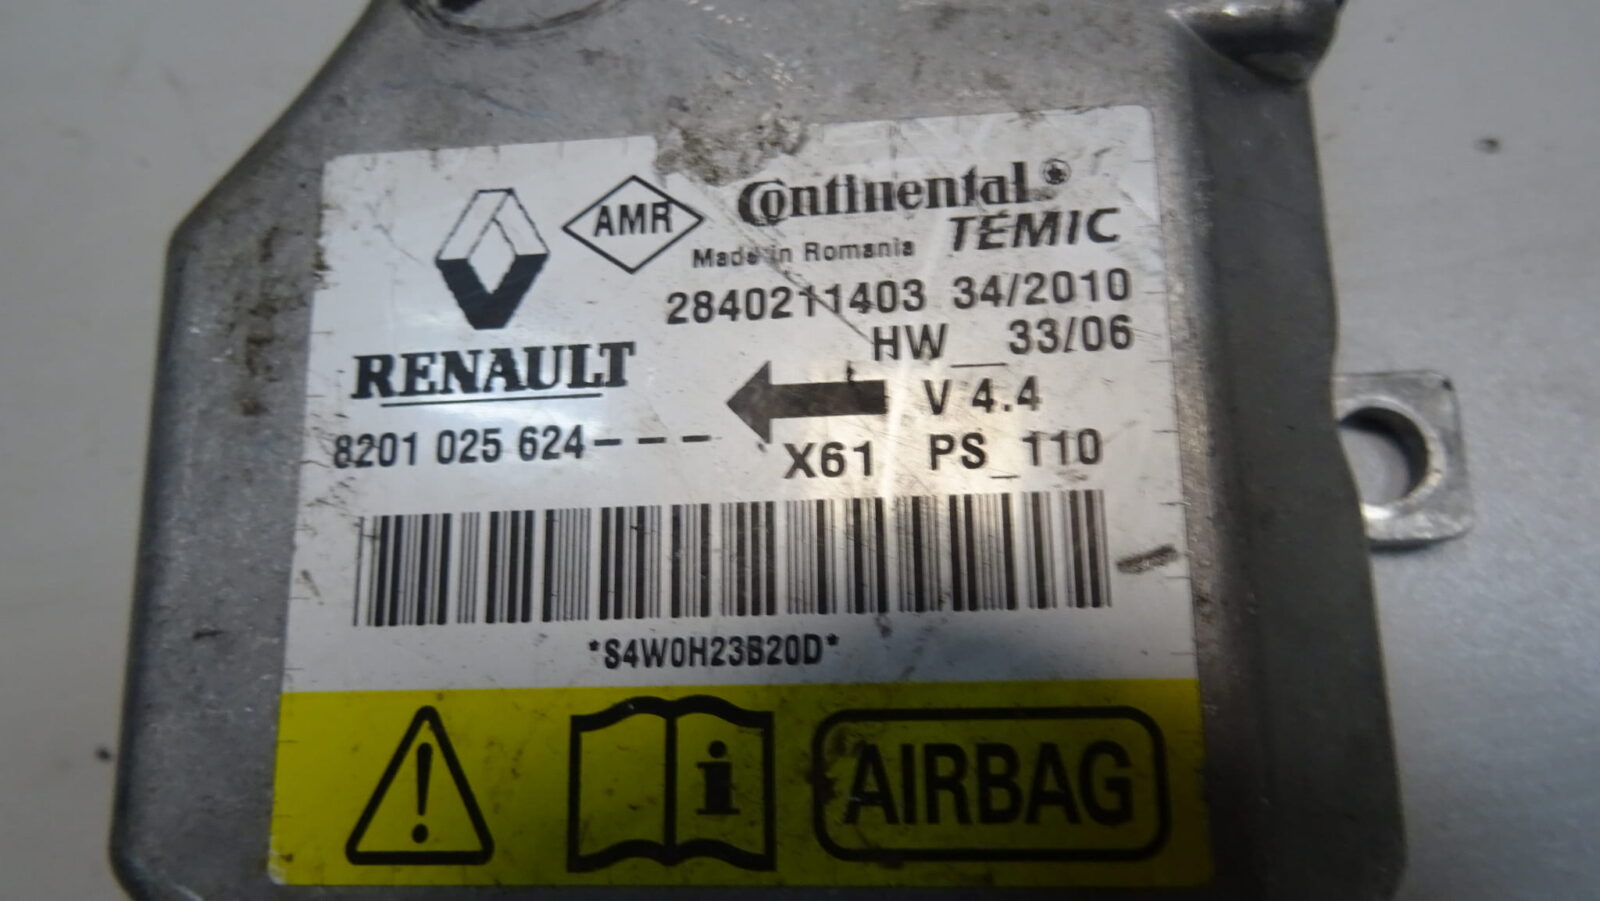 AMR
Continental
TEMIC
Made in Romania
2840211403 34/2010
HW__33/06
RENAULT
V 4.4
8201 025 624---
X61 PS_110
*S4W0H23B20D*
i
AIRBAG